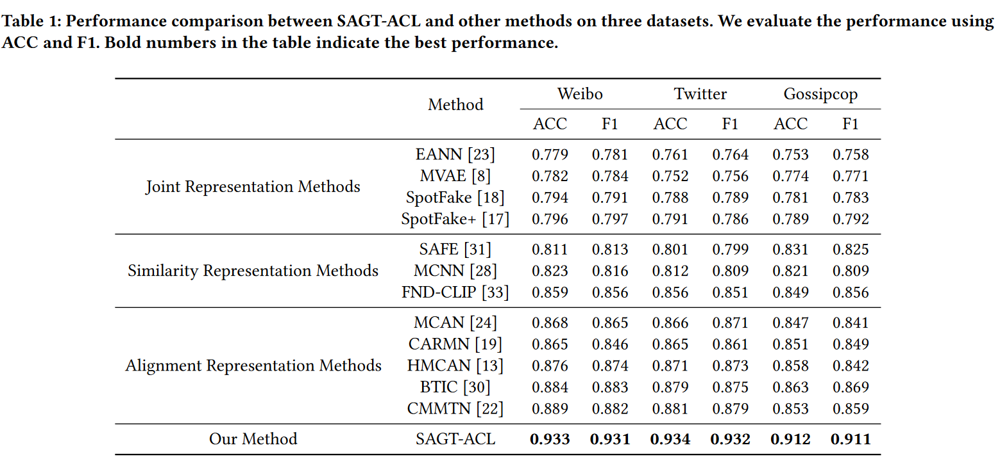 Table 1: Performance comparison between SAGT-ACL and other methods on three datasets. We evaluate the performance using
ACC and F1. Bold numbers in the table indicate the best performance.
Method Weibo Twitter Gossipcop
ACC F1 ACC F1 ACC F1
Joint Representation Methods
EANN [23] 0.779 0.781 0.761 0.764 0.753 0.758
MVAE [8] 0.782 0.784 0.752 0.756 0.774 0.771
SpotFake [18] 0.794 0.791 0.788 0.789 0.781 0.783
SpotFake+ [17] 0.796 0.797 0.791 0.786 0.789 0.792
Similarity Representation Methods
SAFE [31] 0.811 0.813 0.801 0.799 0.831 0.825
MCNN [28] 0.823 0.816 0.812 0.809 0.821 0.809
FND-CLIP [33] 0.859 0.856 0.856 0.851 0.849 0.856
Alignment Representation Methods
MCAN [24] 0.868 0.865 0.866 0.871 0.847 0.841
CARMN [19] 0.865 0.846 0.865 0.861 0.851 0.849
HMCAN [13] 0.876 0.874 0.871 0.873 0.858 0.842
BTIC [30] 0.884 0.883 0.879 0.875 0.863 0.869
CMMTN [22] 0.889 0.882 0.881 0.879 0.853 0.859
Our Method SAGT-ACL 0.933 0.931 0.934 0.932 0.912 0.911